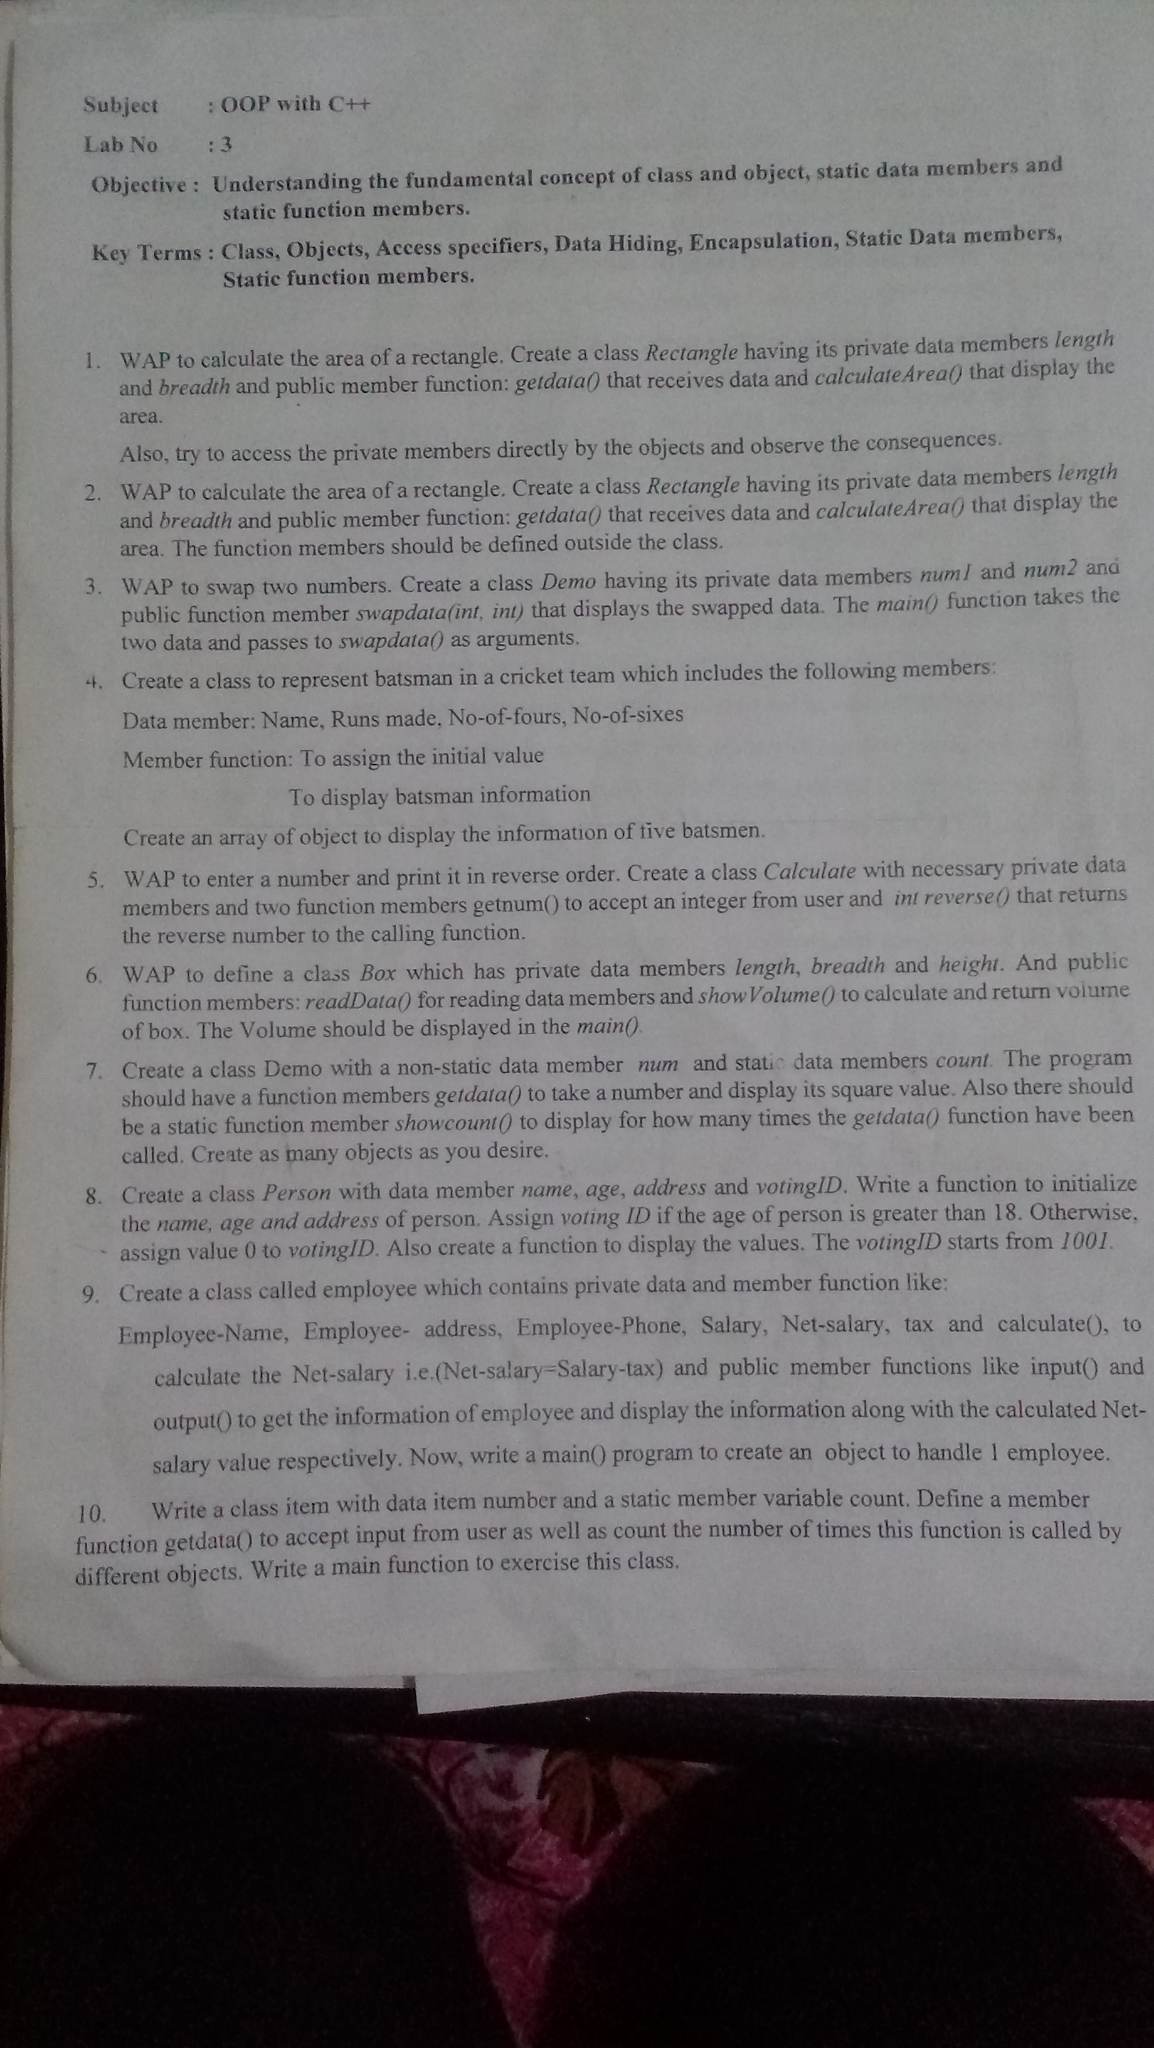 Subject : OOP with C++
Lab No : 3
Objective : Understanding the fundamental concept of class and object, static data members and
static function members.
Key Terms : Class, Objects, Access specifiers, Data Hiding, Encapsulation, Static Data members,
Static function members.
1. WAP to calculate the area of a rectangle. Create a class Rectangle having its private data members length
and breadth and public member function: getdata() that receives data and calculateArea() that display the
area.
Also, try to access the private members directly by the objects and observe the consequences.
2. WAP to calculate the area of a rectangle. Create a class Rectangle having its private data members length
and breadth and public member function: getdata() that receives data and calculateArea() that display the
area. The function members should be defined outside the class.
3. WAP to swap two numbers. Create a class Demo having its private data members num1 and num2 and
public function member swapdata(int, int) that displays the swapped data. The main() function takes the
two data and passes to swapdata() as arguments.
4. Create a class to represent batsman in a cricket team which includes the following members:
Data member: Name, Runs made, No-of-fours, No-of-sixes
Member function: To assign the initial value
To display batsman information
Create an array of object to display the information of five batsmen.
5. WAP to enter a number and print it in reverse order. Create a class Calculate with necessary private data
members and two function members getnum() to accept an integer from user and int reverse() that returns
the reverse number to the calling function.
6. WAP to define a class Box which has private data members length, breadth and height. And public
function members: readData() for reading data members and showVolume() to calculate and return volume
of box. The Volume should be displayed in the main().
7. Create a class Demo with a non-static data member num and static data members count. The program
should have a function members getdata() to take a number and display its square value. Also there should
be a static function member showcount() to display for how many times the getdata() function have been
called. Create as many objects as you desire.
8. Create a class Person with data member name, age, address and votingID. Write a function to initialize
the name, age and address of person. Assign voting ID if the age of person is greater than 18. Otherwise,
assign value 0 to votingID. Also create a function to display the values. The votingID starts from 1001.
9. Create a class called employee which contains private data and member function like:
Employee-Name, Employee- address, Employee-Phone, Salary, Net-salary, tax and calculate(), to
calculate the Net-salary i.e.(Net-salary=Salary-tax) and public member functions like input() and
output() to get the information of employee and display the information along with the calculated Net-
salary value respectively. Now, write a main() program to create an object to handle 1 employee.
10. Write a class item with data item number and a static member variable count. Define a member
function getdata() to accept input from user as well as count the number of times this function is called by
different objects. Write a main function to exercise this class.